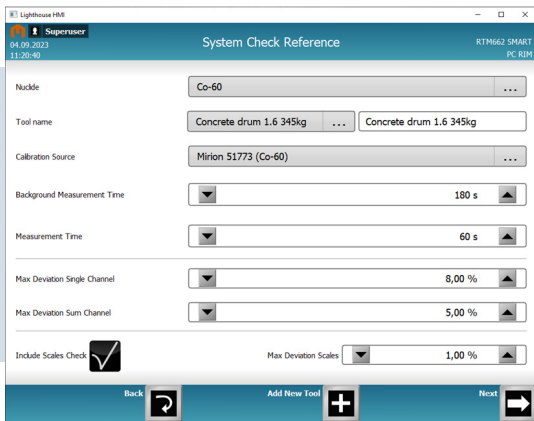 Lighthouse HMI
Superuser
04.09.2023
11:20:40
System Check Reference
RTM662 SMART
PC RIM
Nuclide
Co-60
...
Tool name
Concrete drum 1.6 345kg
...
Concrete drum 1.6 345kg
Calibration Source
Mirion 51773 (Co-60)
...
Background Measurement Time
180 s
Measurement Time
60 s
Max Deviation Single Channel
8,00 %
Max Deviation Sum Channel
5,00 %
Include Scales Check
Max Deviation Scales
1,00 %
Back
Add New Tool
Next